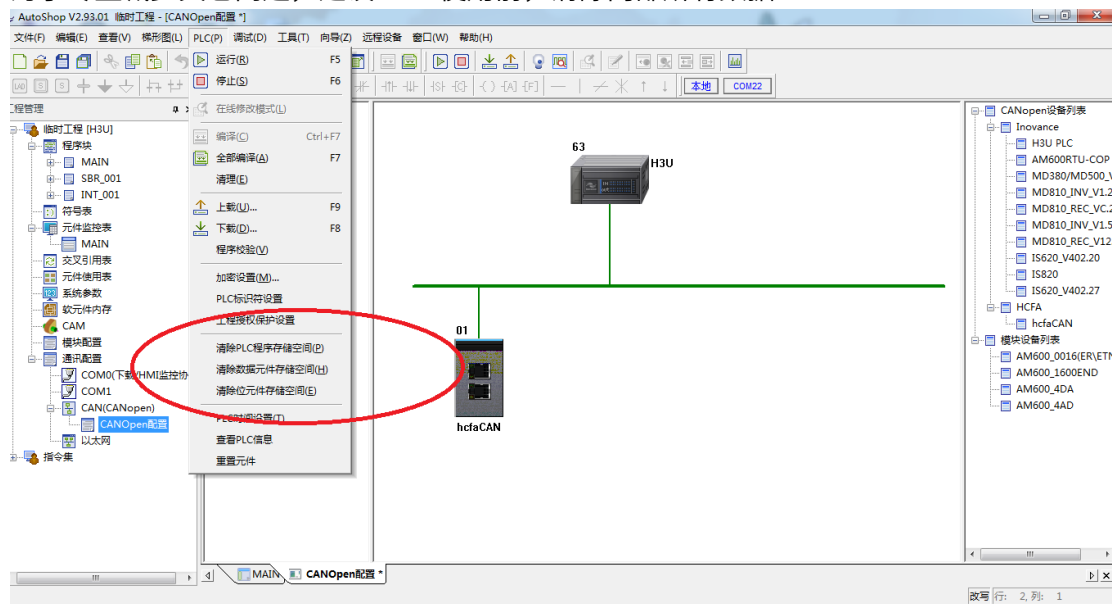 AutoShop V2.93.01 临时工程 - [CANOpen配置 *]
文件(F) 编辑(E) 查看(V) 梯形图(L) PLC(P) 调试(D) 工具(T) 向导(Z) 远程设备 窗口(W) 帮助(H)
本地 COM22
工程管理
临时工程 [H3U]
程序块
MAIN
SBR_001
INT_001
符号表
元件监控表
MAIN
交叉引用表
元件使用表
系统参数
软元件内存
CAM
模块配置
通讯配置
COM0(下载/HMI监控协
COM1
CAN(CANopen)
CANOpen配置
以太网
指令集
运行(R) F5
停止(S) F6
在线修改模式(L)
编译(C) Ctrl+F7
全部编译(A) F7
清理(E)
上载(U)... F9
下载(D)... F8
程序校验(V)
加密设置(M)...
PLC标识符设置
工程授权保护设置
清除PLC程序存储空间(P)
清除数据元件存储空间(H)
清除位元件存储空间(E)
PLC时间设置(T)
查看PLC信息
重置元件
63
H3U
01
hcfaCAN
CANopen设备列表
Inovance
H3U PLC
AM600RTU-COP
MD380/MD500_V
MD810_INV_V1.2
MD810_REC_VC.2
MD810_INV_V1.5
MD810_REC_V12
IS620_V402.20
IS820
IS620_V402.27
HCFA
hcfaCAN
模块设备列表
AM600_0016(ER\ETN
AM600_1600END
AM600_4DA
AM600_4AD
MAIN CANOpen配置 *
改写 行: 2, 列: 1